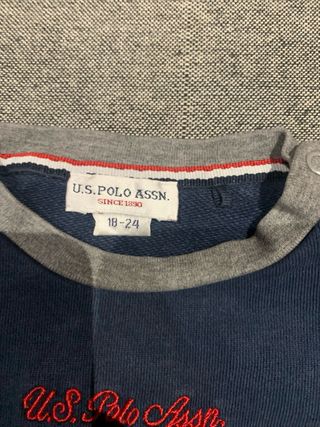 U.S. POLO ASSN.
SINCE 1890
18-24
U.S. Polo Assn.